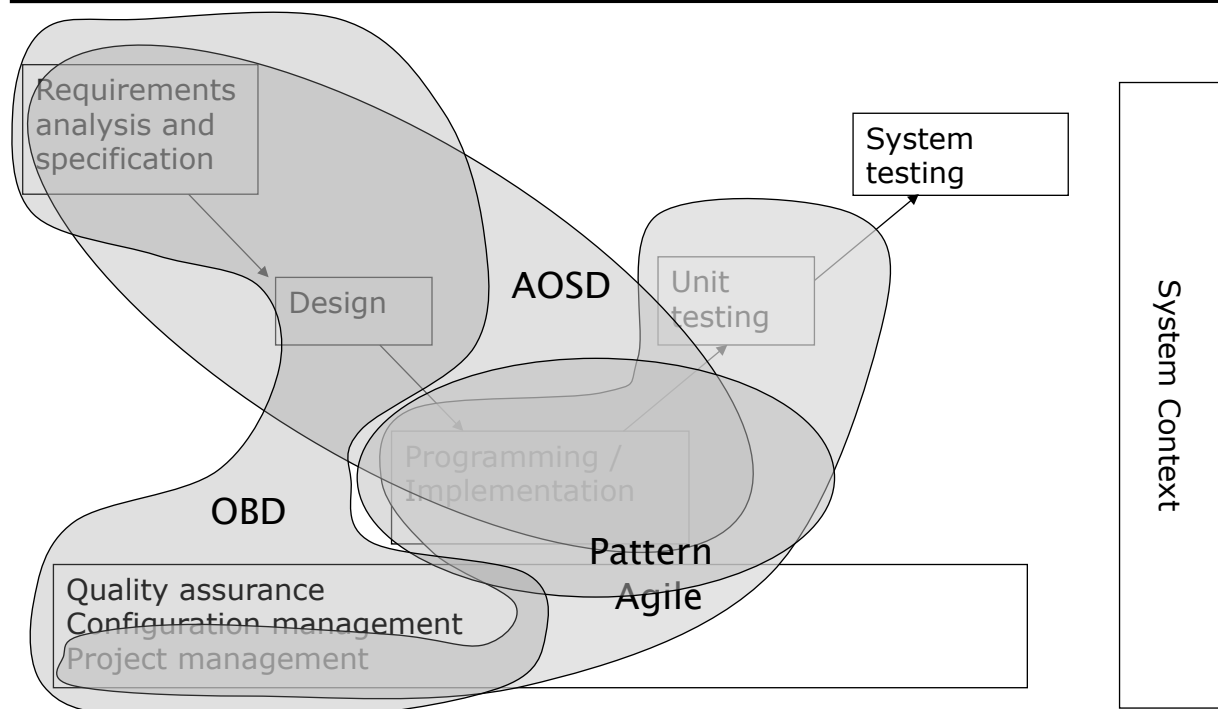 Requirements
analysis and
specification
System
testing
AOSD
Unit
testing
Design
System Context
Programming /
Implementation
OBD
Pattern
Agile
Quality assurance
Configuration management
Project management